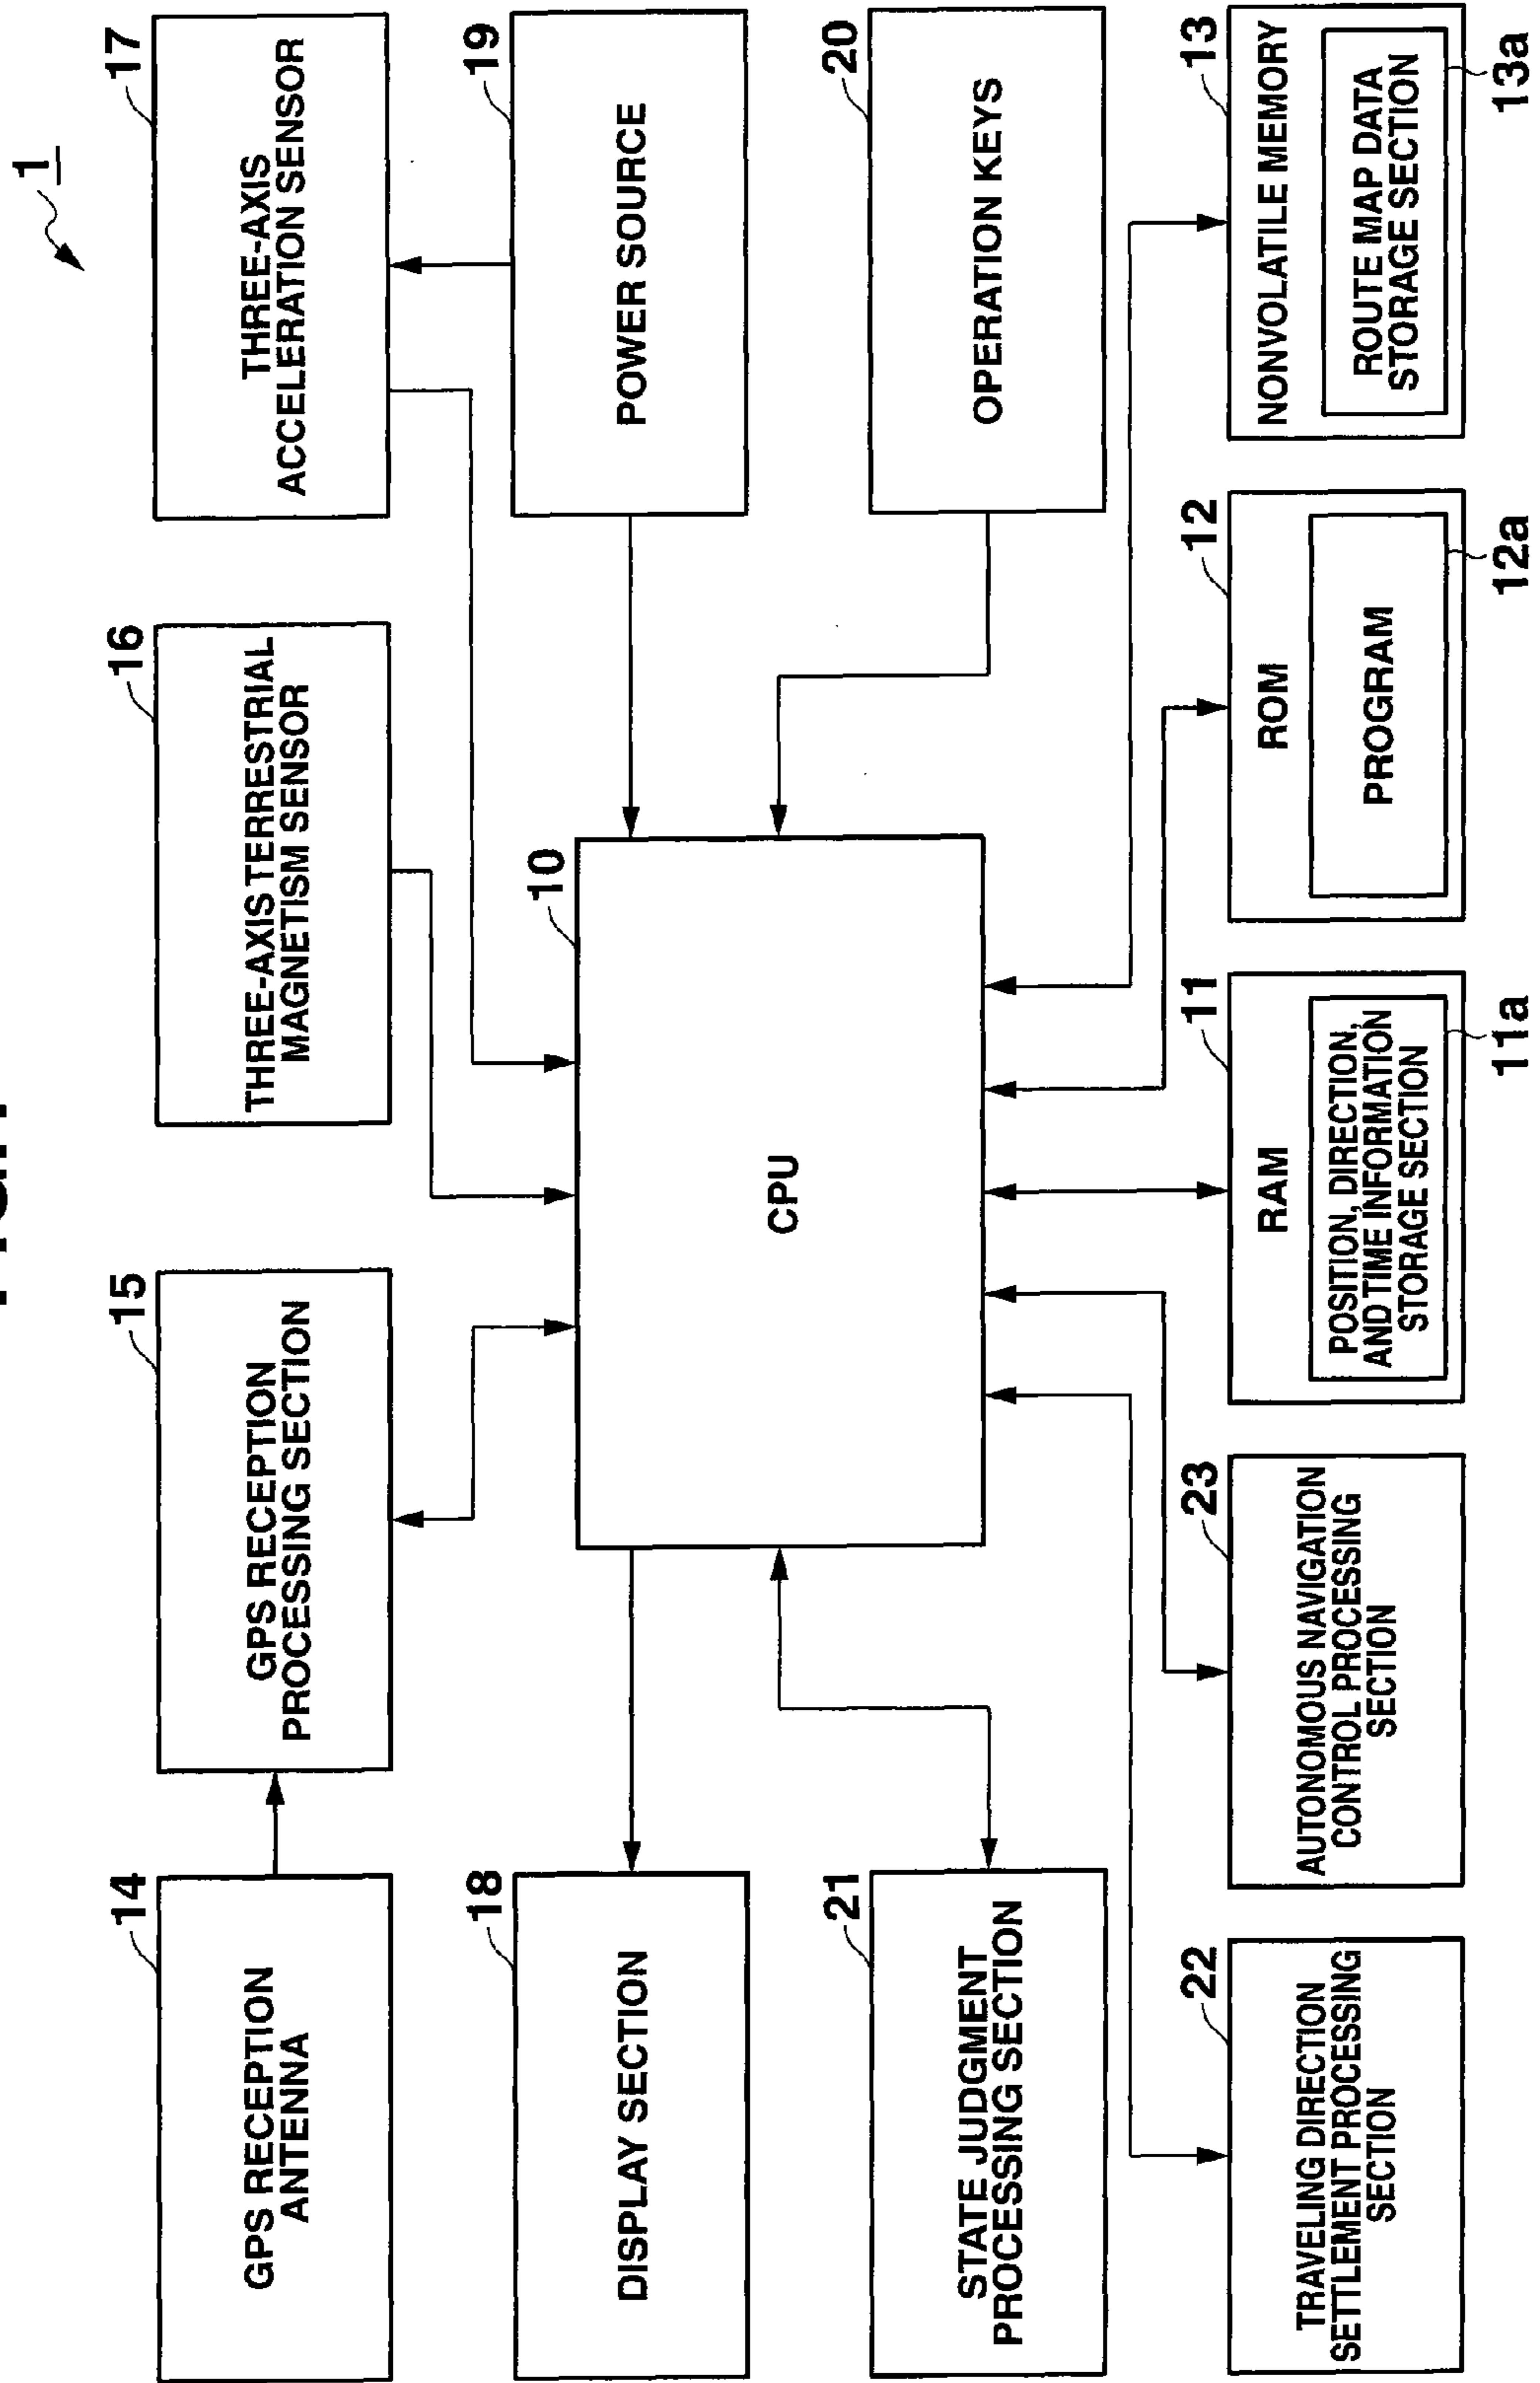 1
14
GPS RECEPTION
ANTENNA
15
GPS RECEPTION
PROCESSING SECTION
16
THREE-AXIS TERRESTRIAL
MAGNETISM SENSOR
17
THREE-AXIS
ACCELERATION SENSOR
18
DISPLAY SECTION
10
CPU
19
POWER SOURCE
21
STATE JUDGMENT
PROCESSING SECTION
20
OPERATION KEYS
22
TRAVELING DIRECTION
SETTLEMENT PROCESSING
SECTION
23
AUTONOMOUS NAVIGATION
CONTROL PROCESSING
SECTION
11
RAM
POSITION, DIRECTION,
AND TIME INFORMATION
STORAGE SECTION
11a
12
ROM
PROGRAM
12a
13
NONVOLATILE MEMORY
ROUTE MAP DATA
STORAGE SECTION
13a